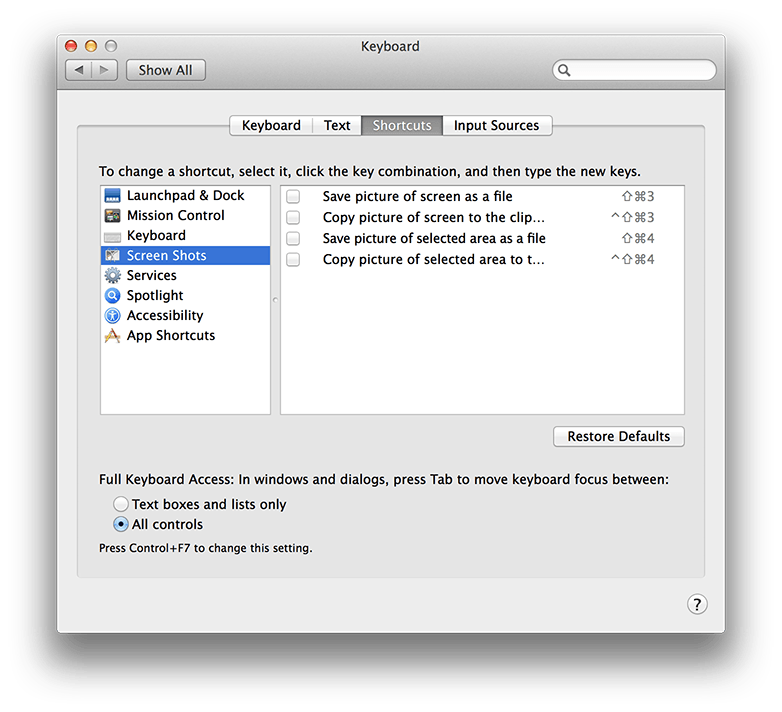 Keyboard
Show All
Keyboard Text Shortcuts Input Sources
To change a shortcut, select it, click the key combination, and then type the new keys.
Launchpad & Dock
Mission Control
Keyboard
Screen Shots
Services
Spotlight
Accessibility
App Shortcuts
Save picture of screen as a file ⇧⌘3
Copy picture of screen to the clip... ^⇧⌘3
Save picture of selected area as a file ⇧⌘4
Copy picture of selected area to t... ^⇧⌘4
Restore Defaults
Full Keyboard Access: In windows and dialogs, press Tab to move keyboard focus between:
Text boxes and lists only
All controls
Press Control+F7 to change this setting.
?